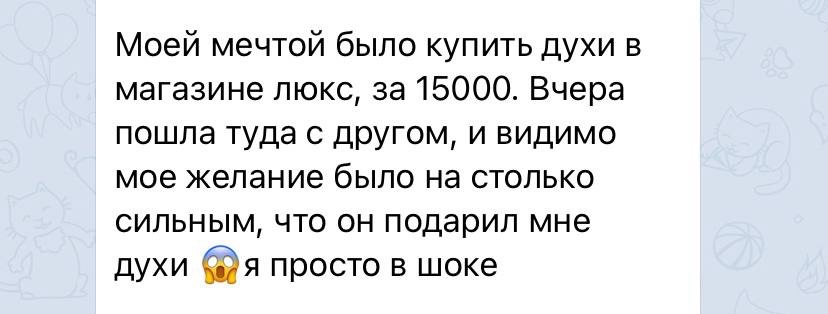 Моей мечтой было купить духи в
магазине люкс, за 15000. Вчера
пошла туда с другом, и видимо
мое желание было на столько
сильным, что он подарил мне
духи 😱я просто в шоке